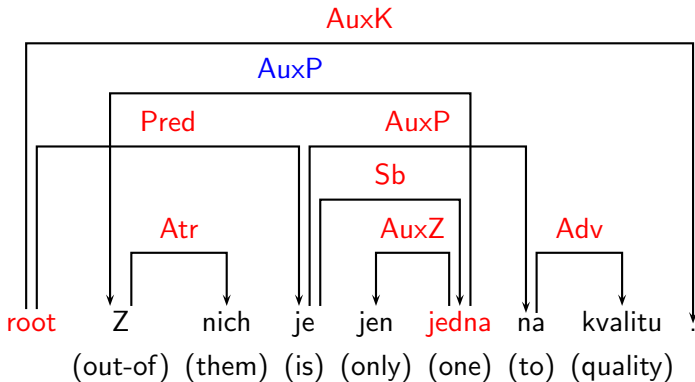 AuxK
AuxP
Pred AuxP
Sb
Atr AuxZ Adv
root Z nich je jen jedna na kvalitu .
(out-of) (them) (is) (only) (one) (to) (quality)